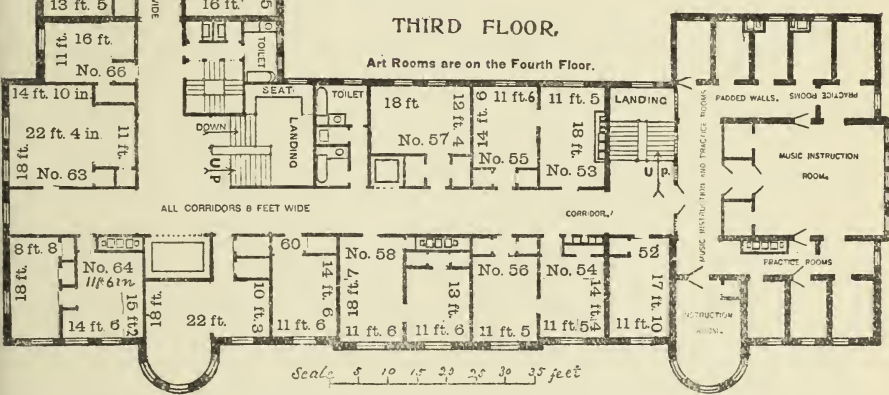 THIRD FLOOR.
Art Rooms are on the Fourth Floor.
13 ft. 5
WIDE
16 ft.
5
11 ft.
16 ft.
No. 66
TOILET
SEAT
TOILET
14 ft. 10 in.
22 ft. 4 in.
11 ft.
18 ft.
No. 63
DOWN
UP
LANDING
18 ft.
12 ft. 4
No. 57
9 ft.
11 ft. 6
14 ft.
No. 55
11 ft. 5
18 ft.
No. 53
LANDING
Up.
PADDED WALLS.
PRACTICE ROOMS
MUSIC INSTRUCTION AND PRACTICE ROOMS
MUSIC INSTRUCTION
ROOM.
ALL CORRIDORS 8 FEET WIDE
CORRIDOR.
PRACTICE ROOMS
INSTRUCTION
ROOM.
8 ft. 8
18 ft.
No. 64
11ft 6in
15 ft 2
14 ft. 6
18 ft.
22 ft.
10 ft. 3
60
14 ft. 6
11 ft. 6
No. 58
18 ft. 7
11 ft. 6
13 ft.
11 ft. 6
No. 56
11 ft. 5
No. 54
14 ft. 4
11 ft. 5
52
17 ft. 10
11 ft. 6
Scale 5 10 15 20 25 30 35 feet